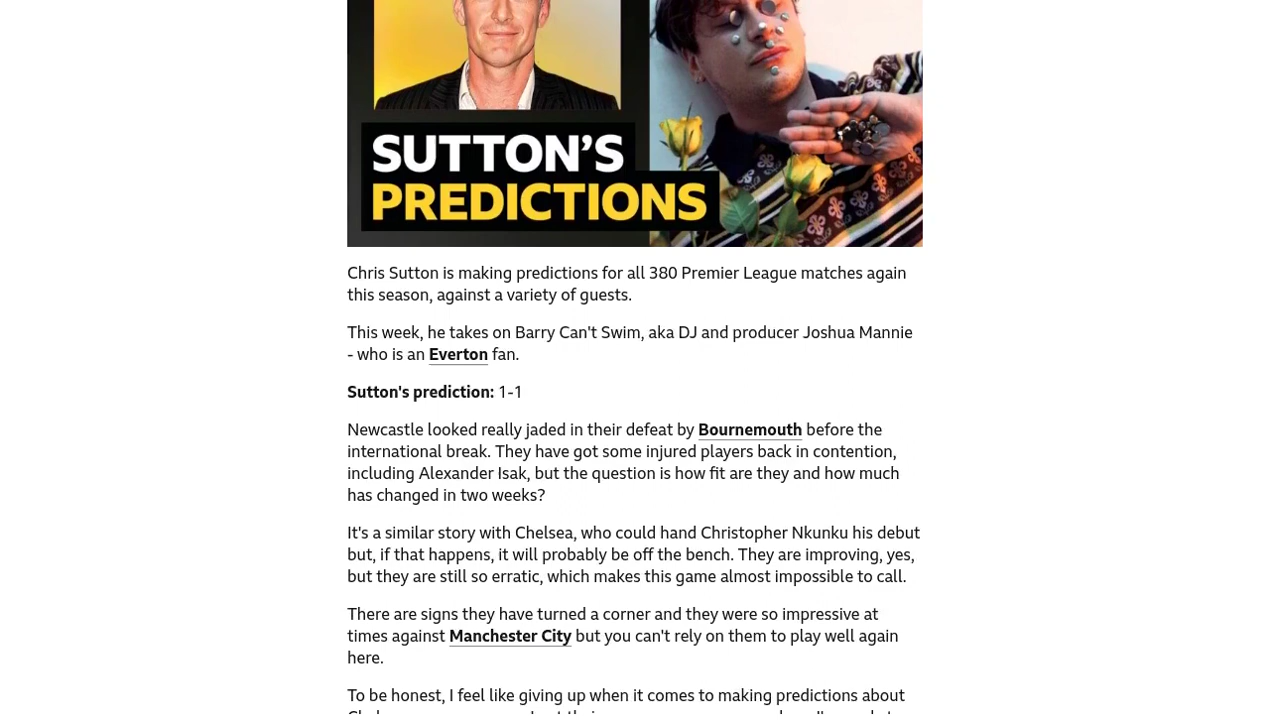 SUTTON'S
PREDICTIONS
Chris Sutton is making predictions for all 380 Premier League matches again
this season, against a variety of guests.
This week, he takes on Barry Can't Swim, aka DJ and producer Joshua Mannie
- who is an Everton fan.
Sutton's prediction: 1-1
Newcastle looked really jaded in their defeat by Bournemouth before the
international break. They have got some injured players back in contention,
including Alexander Isak, but the question is how fit are they and how much
has changed in two weeks?
It's a similar story with Chelsea, who could hand Christopher Nkunku his debut
but, if that happens, it will probably be off the bench. They are improving, yes,
but they are still so erratic, which makes this game almost impossible to call.
There are signs they have turned a corner and they were so impressive at
times against Manchester City but you can't rely on them to play well again
here.
To be honest, I feel like giving up when it comes to making predictions about